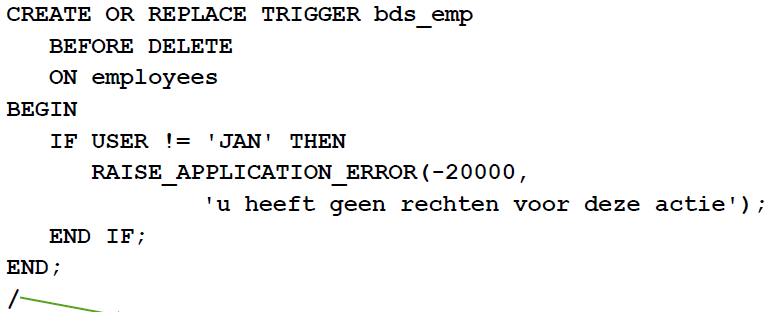 CREATE OR REPLACE TRIGGER bds_emp
   BEFORE DELETE
   ON employees
BEGIN
   IF USER != 'JAN' THEN
      RAISE_APPLICATION_ERROR(-20000,
              'u heeft geen rechten voor deze actie');
   END IF;
END;
/